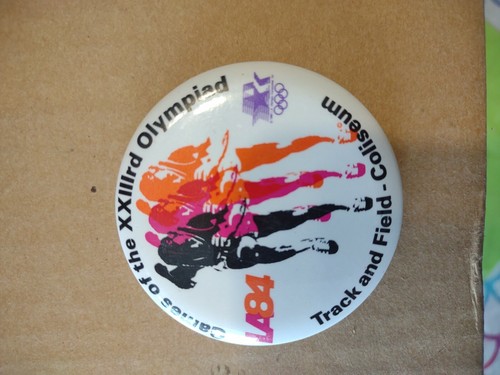 Games of the XXIIIrd Olympiad
LA84
Track and Field - Coliseum